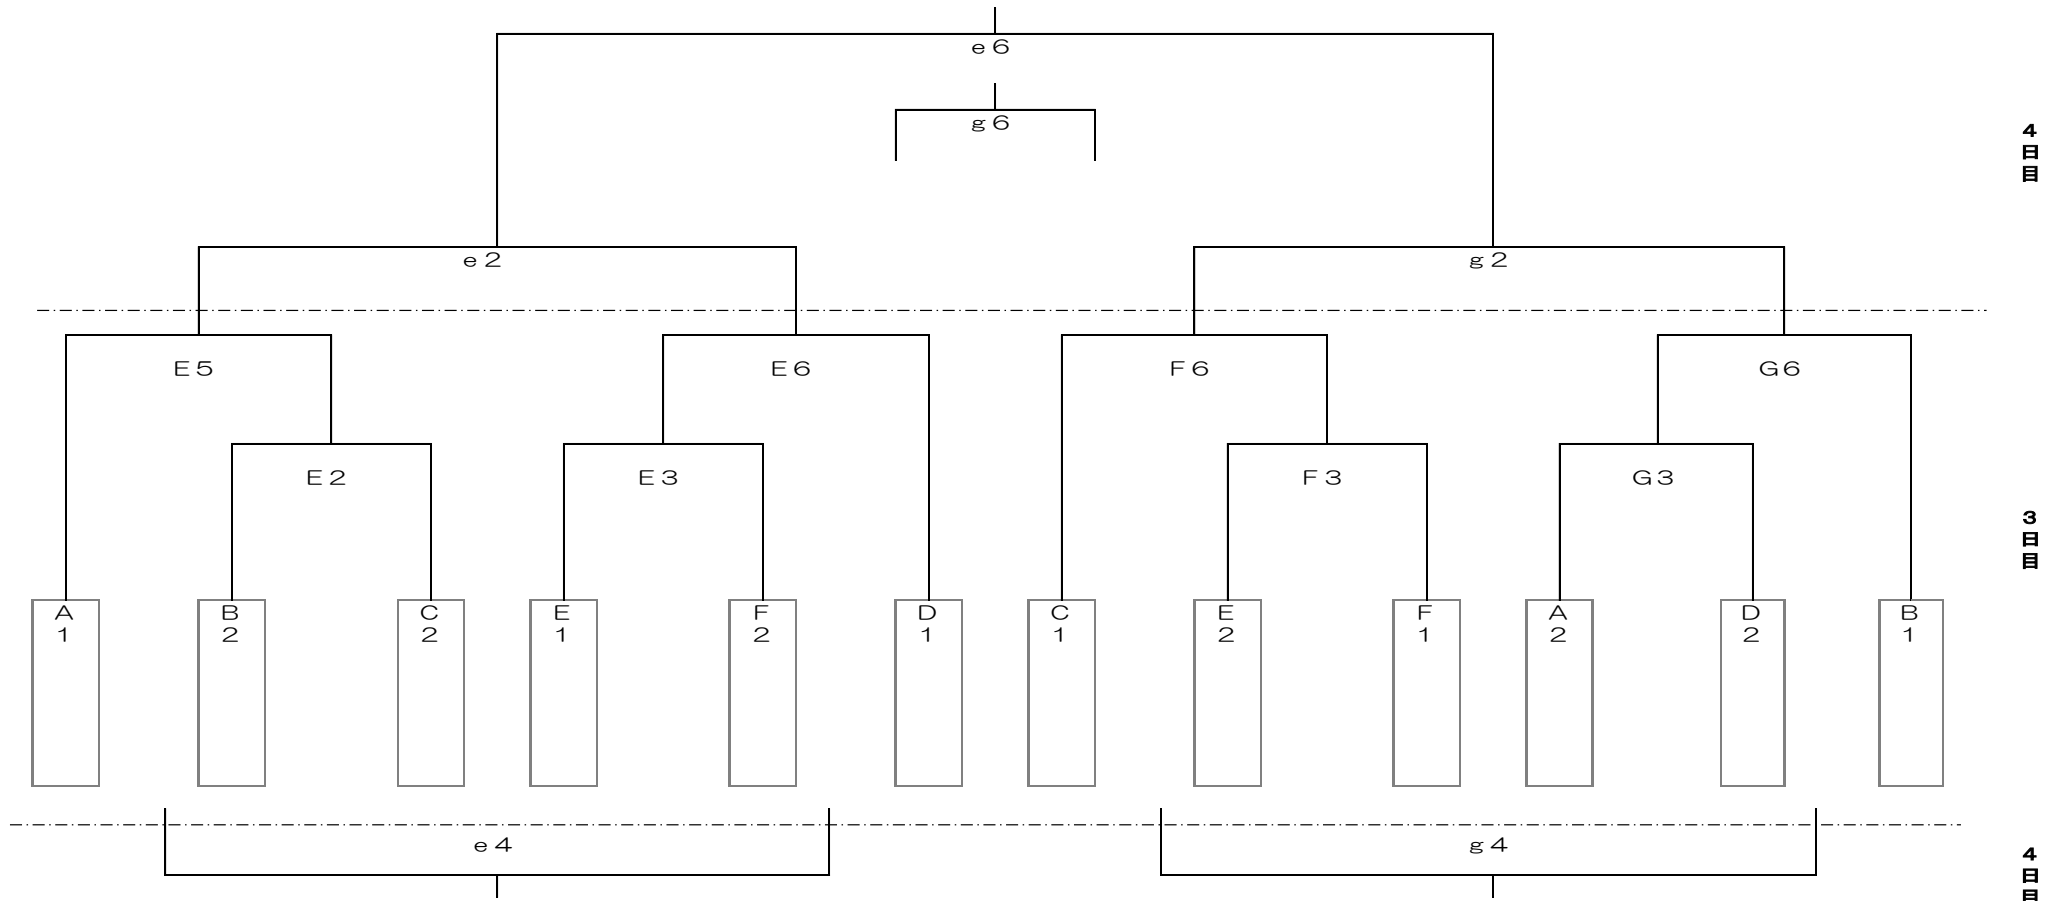 e6
g6
4日目
e2
g2
E5
E6
F6
G6
E2
E3
F3
G3
3日目
A1
B2
C2
E1
F2
D1
C1
E2
F1
A2
D2
B1
e4
g4
4日目